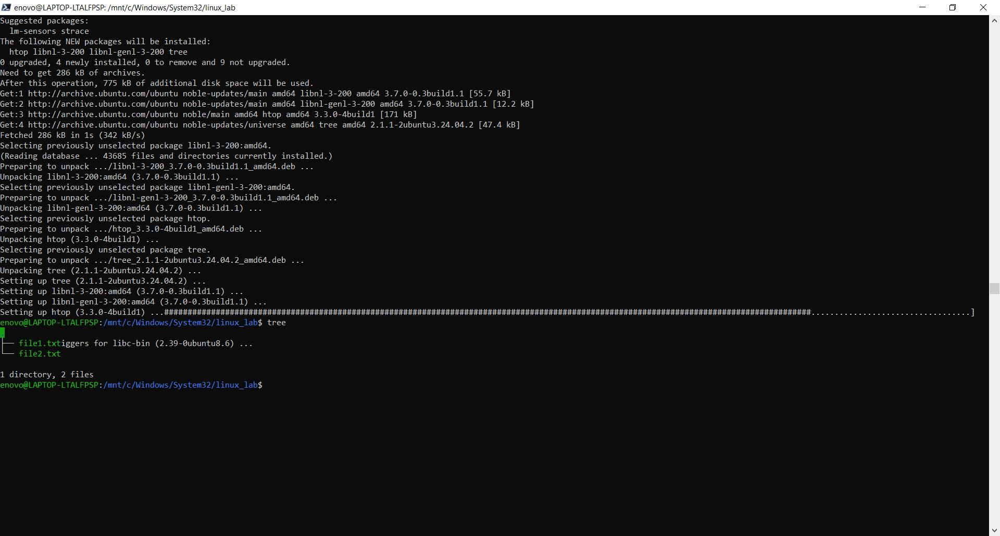 enovo@LAPTOP-LTALFPSP: /mnt/c/Windows/System32/linux_lab
Suggested packages:
  lm-sensors strace
The following NEW packages will be installed:
  htop libnl-3-200 libnl-genl-3-200 tree
0 upgraded, 4 newly installed, 0 to remove and 9 not upgraded.
Need to get 286 kB of archives.
After this operation, 775 kB of additional disk space will be used.
Get:1 http://archive.ubuntu.com/ubuntu noble-updates/main amd64 libnl-3-200 amd64 3.7.0-0.3build1.1 [55.7 kB]
Get:2 http://archive.ubuntu.com/ubuntu noble-updates/main amd64 libnl-genl-3-200 amd64 3.7.0-0.3build1.1 [12.2 kB]
Get:3 http://archive.ubuntu.com/ubuntu noble/main amd64 htop amd64 3.3.0-4build1 [171 kB]
Get:4 http://archive.ubuntu.com/ubuntu noble-updates/universe amd64 tree amd64 2.1.1-2ubuntu3.24.04.2 [47.4 kB]
Fetched 286 kB in 1s (342 kB/s)
Selecting previously unselected package libnl-3-200:amd64.
(Reading database ... 43685 files and directories currently installed.)
Preparing to unpack .../libnl-3-200_3.7.0-0.3build1.1_amd64.deb ...
Unpacking libnl-3-200:amd64 (3.7.0-0.3build1.1) ...
Selecting previously unselected package libnl-genl-3-200:amd64.
Preparing to unpack .../libnl-genl-3-200_3.7.0-0.3build1.1_amd64.deb ...
Unpacking libnl-genl-3-200:amd64 (3.7.0-0.3build1.1) ...
Selecting previously unselected package htop.
Preparing to unpack .../htop_3.3.0-4build1_amd64.deb ...
Unpacking htop (3.3.0-4build1) ...
Selecting previously unselected package tree.
Preparing to unpack .../tree_2.1.1-2ubuntu3.24.04.2_amd64.deb ...
Unpacking tree (2.1.1-2ubuntu3.24.04.2) ...
Setting up tree (2.1.1-2ubuntu3.24.04.2) ...
Setting up libnl-3-200:amd64 (3.7.0-0.3build1.1) ...
Setting up libnl-genl-3-200:amd64 (3.7.0-0.3build1.1) ...
Setting up htop (3.3.0-4build1) ...##########################################################################################################################################..................................]
enovo@LAPTOP-LTALFPSP:/mnt/c/Windows/System32/linux_lab$ tree
.
├── file1.txtiggers for libc-bin (2.39-0ubuntu8.6) ...
└── file2.txt
1 directory, 2 files
enovo@LAPTOP-LTALFPSP:/mnt/c/Windows/System32/linux_lab$